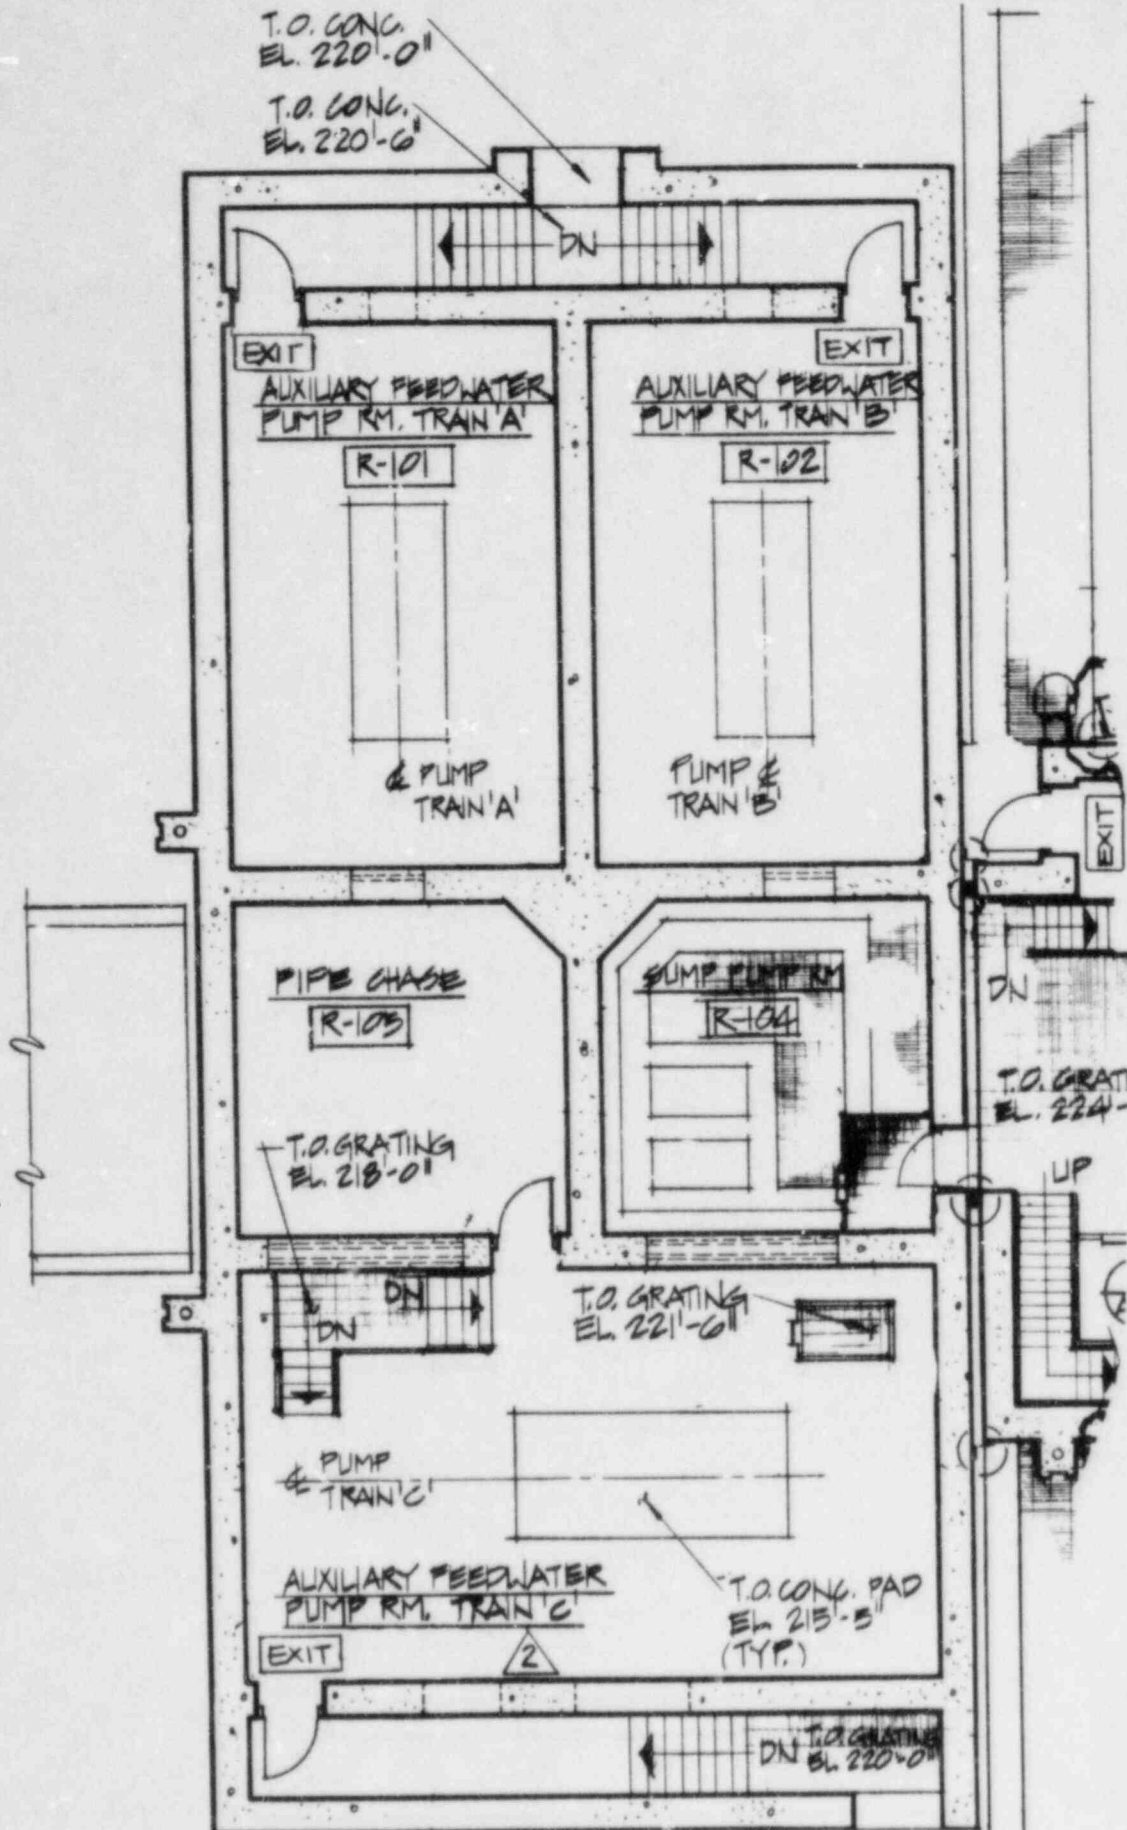 T.O. CONC.
EL. 220'-0"
T.O. CONC.
EL. 220'-6"
DN
EXIT
EXIT
AUXILIARY FEEDWATER
PUMP RM. TRAIN 'A'
R-101
AUXILIARY FEEDWATER
PUMP RM. TRAIN 'B'
R-102
℄ PUMP
TRAIN 'A'
PUMP ℄
TRAIN 'B'
EXIT
PIPE CHASE
R-103
SUMP PUMP RM
R-104
DN
T.O. GRATI
EL. 224'-
UP
T.O. GRATING
EL. 218'-0"
DN
DN
T.O. GRATING
EL. 221'-6"
℄ PUMP
TRAIN 'C'
AUXILIARY FEEDWATER
PUMP RM. TRAIN 'C'
T.O. CONC. PAD
EL. 215'-5"
(TYP.)
EXIT
2
DN
T.O. GRATING
EL. 220'-0"